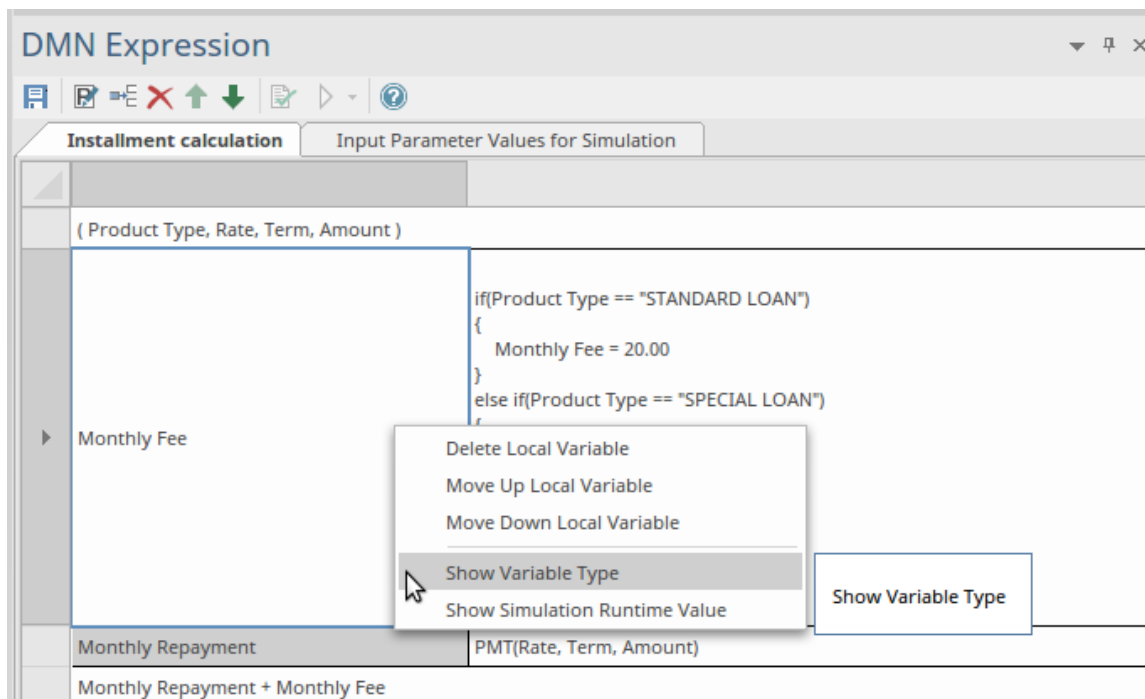 DMN Expression
Installment calculation
Input Parameter Values for Simulation
( Product Type, Rate, Term, Amount )
Monthly Fee
if(Product Type == "STANDARD LOAN")
{
Monthly Fee = 20.00
}
else if(Product Type == "SPECIAL LOAN")
{
Delete Local Variable
Move Up Local Variable
Move Down Local Variable
Show Variable Type
Show Simulation Runtime Value
Show Variable Type
Monthly Repayment
PMT(Rate, Term, Amount)
Monthly Repayment + Monthly Fee